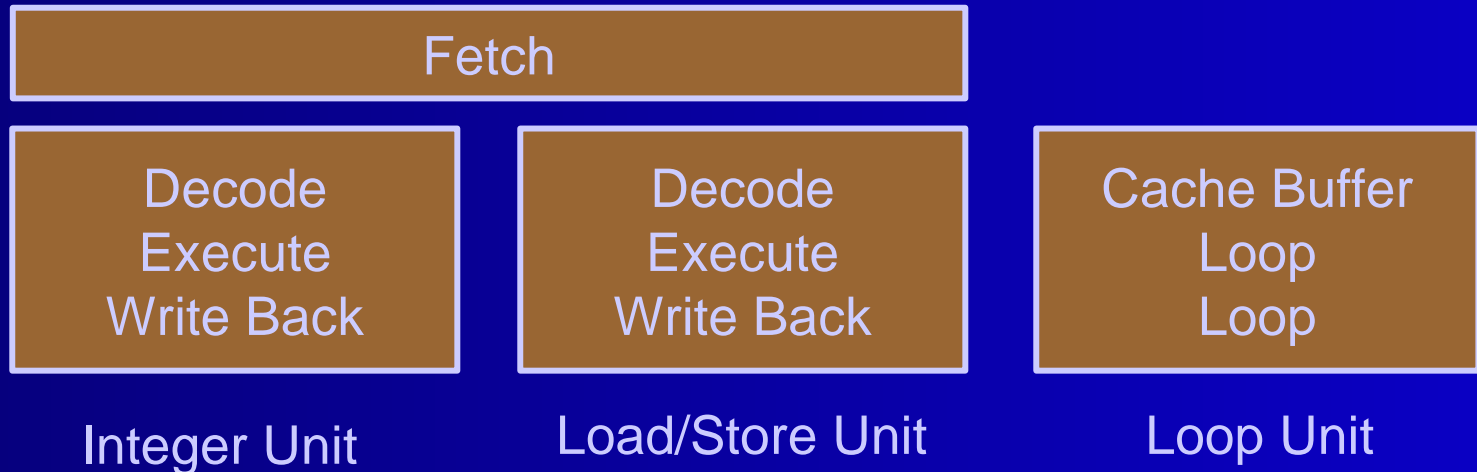 Fetch
Decode
Execute
Write Back
Decode
Execute
Write Back
Cache Buffer
Loop
Loop
Integer Unit
Load/Store Unit
Loop Unit